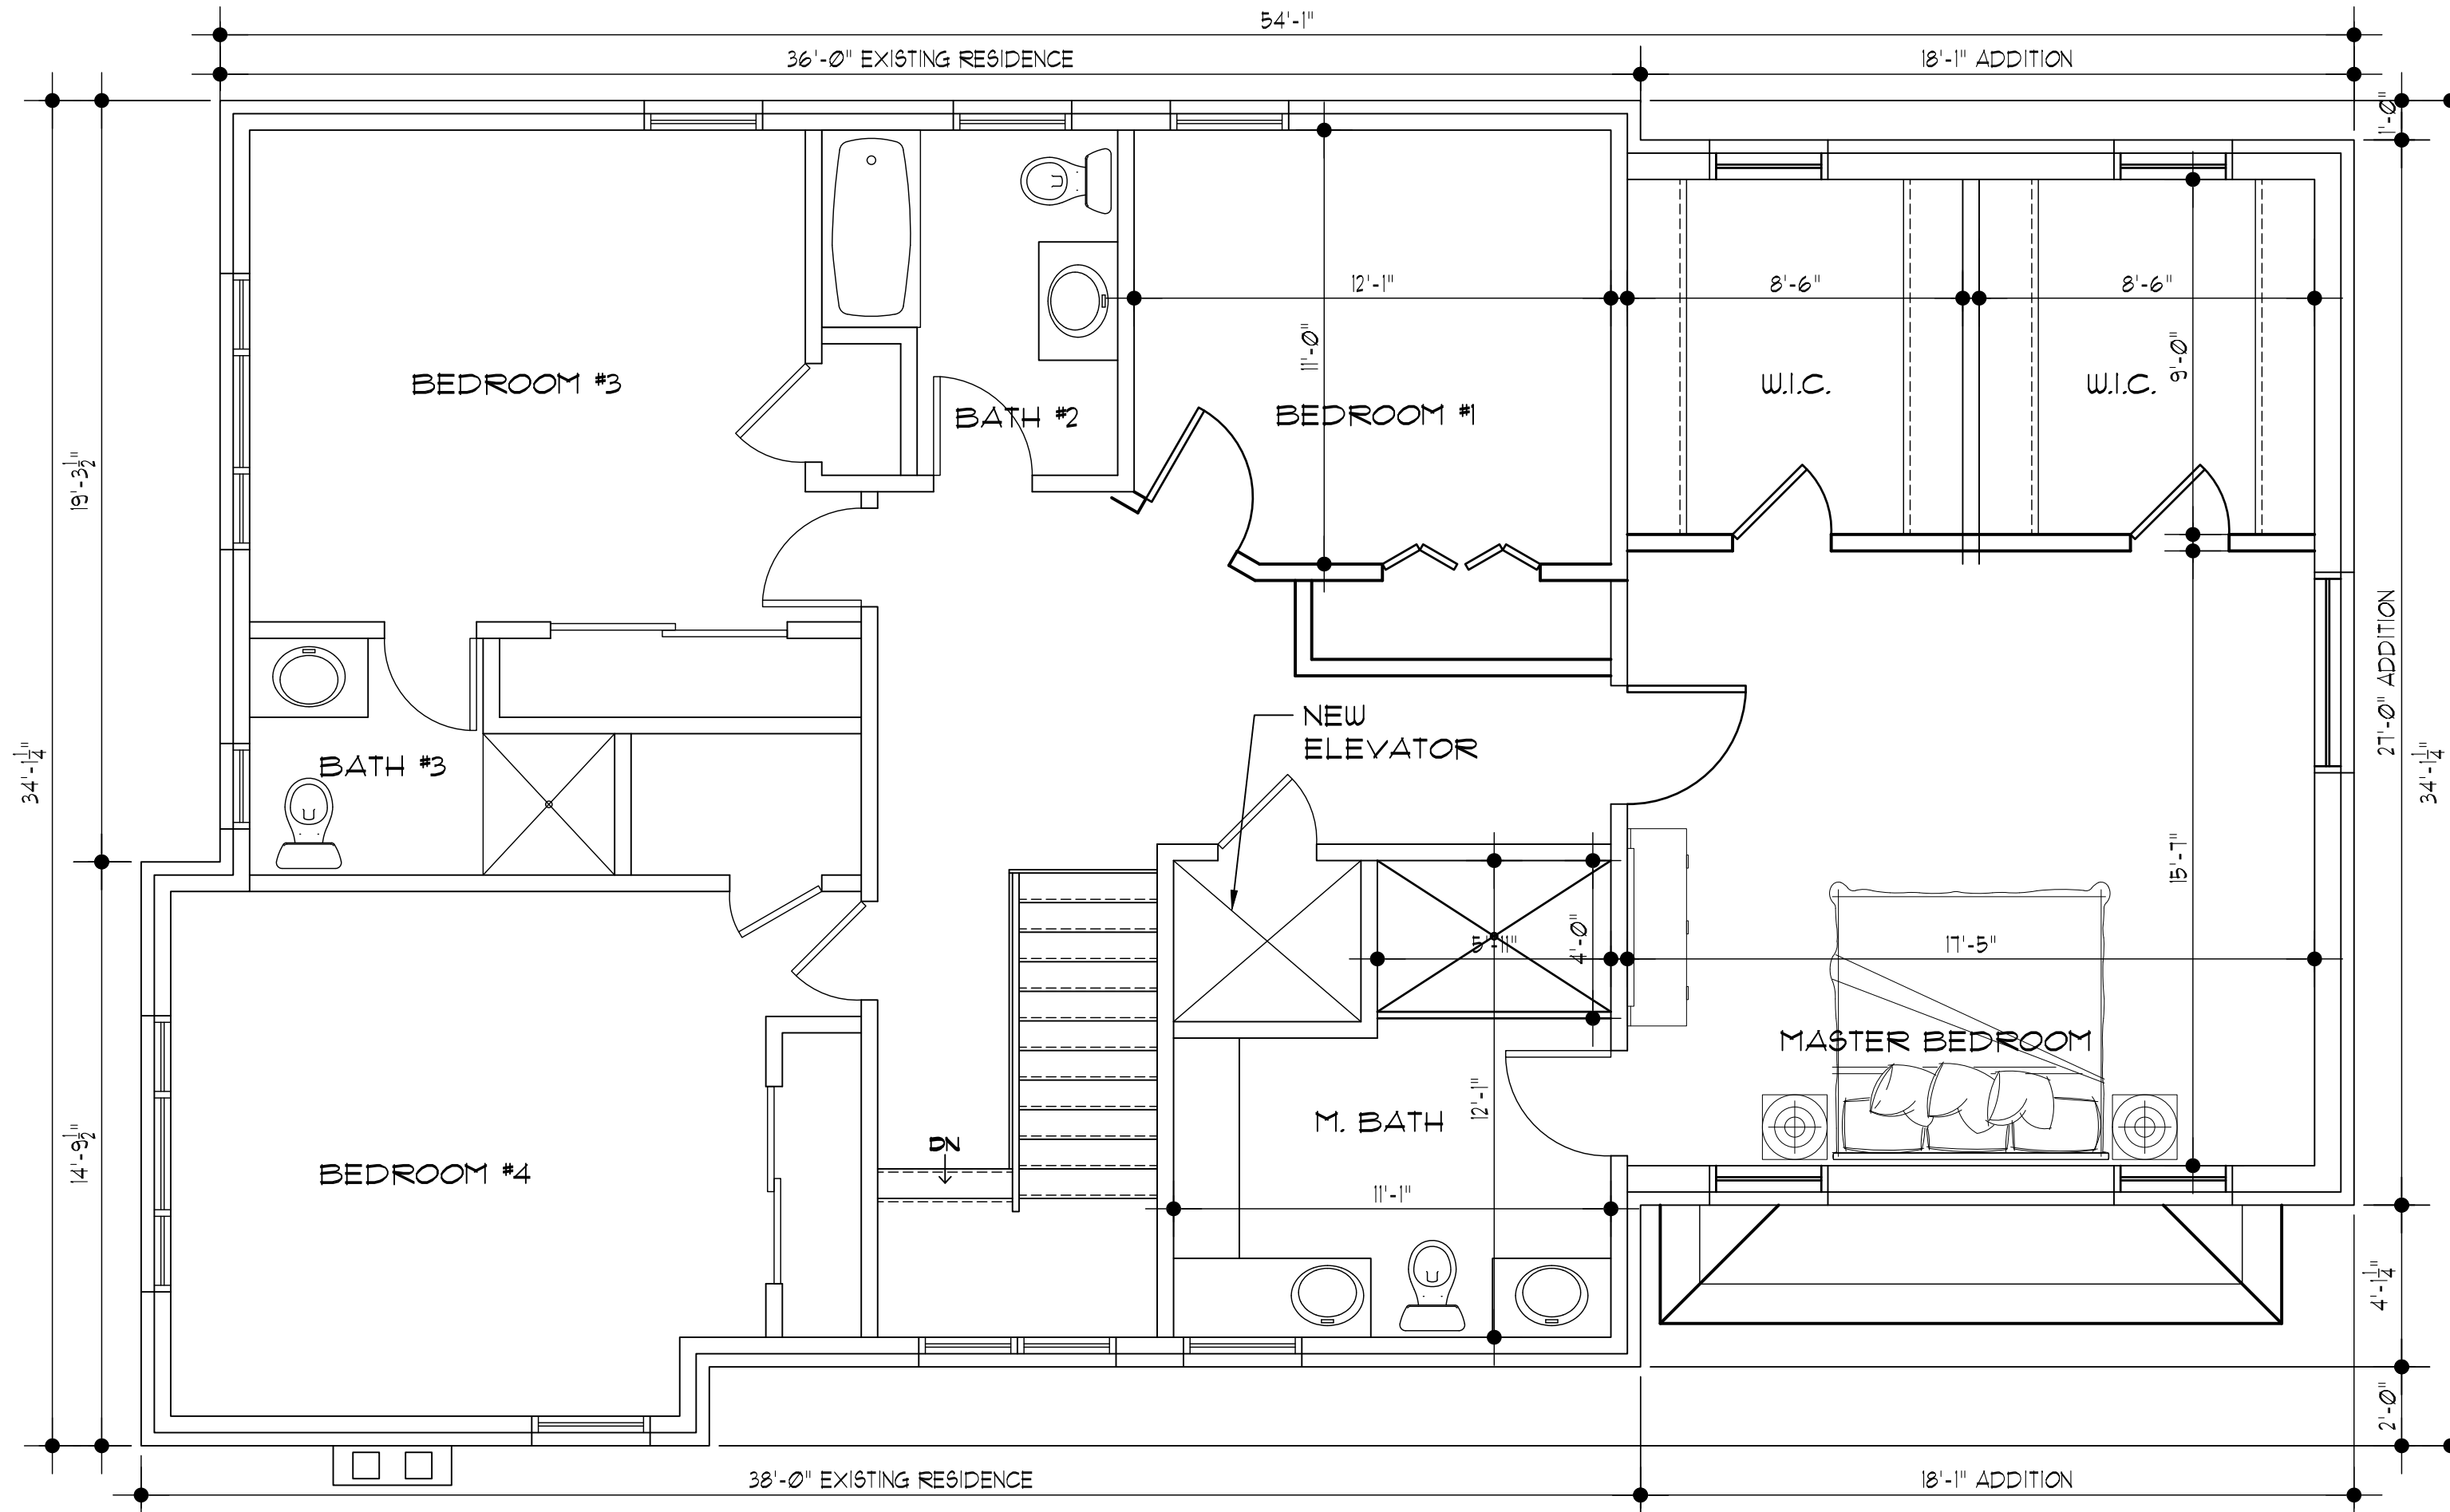 54'-1"
36'-0" EXISTING RESIDENCE
18'-1" ADDITION
1'-0"
12'-1"
8'-6"
8'-6"
11'-0"
9'-0"
BEDROOM #3
W.I.C.
W.I.C.
BATH #2
BEDROOM #1
19'-3 1/2"
27'-0" ADDITION
NEW
ELEVATOR
BATH #3
34'-1 1/4"
34'-1 1/4"
15'-7"
5'-11"
4'-0"
17'-5"
MASTER BEDROOM
12'-1"
M. BATH
DN
14'-9 1/2"
BEDROOM #4
11'-1"
4'-1 1/4"
2'-0"
38'-0" EXISTING RESIDENCE
18'-1" ADDITION